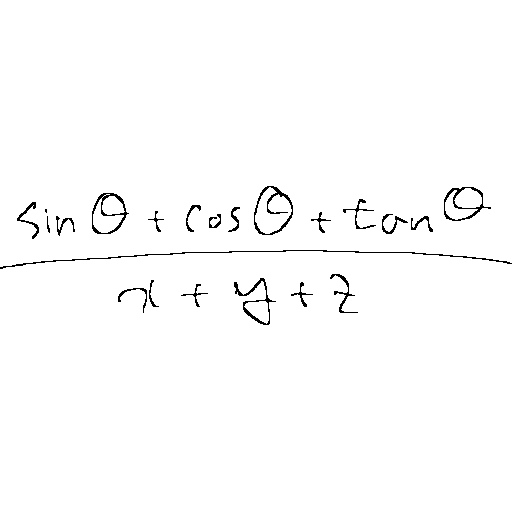 sin θ + cos θ + tan θ
x + y + z